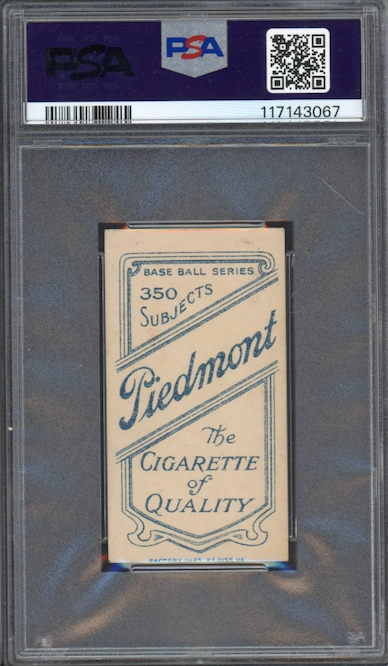 PSA
PSA
117143067
BASE BALL SERIES
350
SUBJECTS
Piedmont
The
CIGARETTE
of
QUALITY